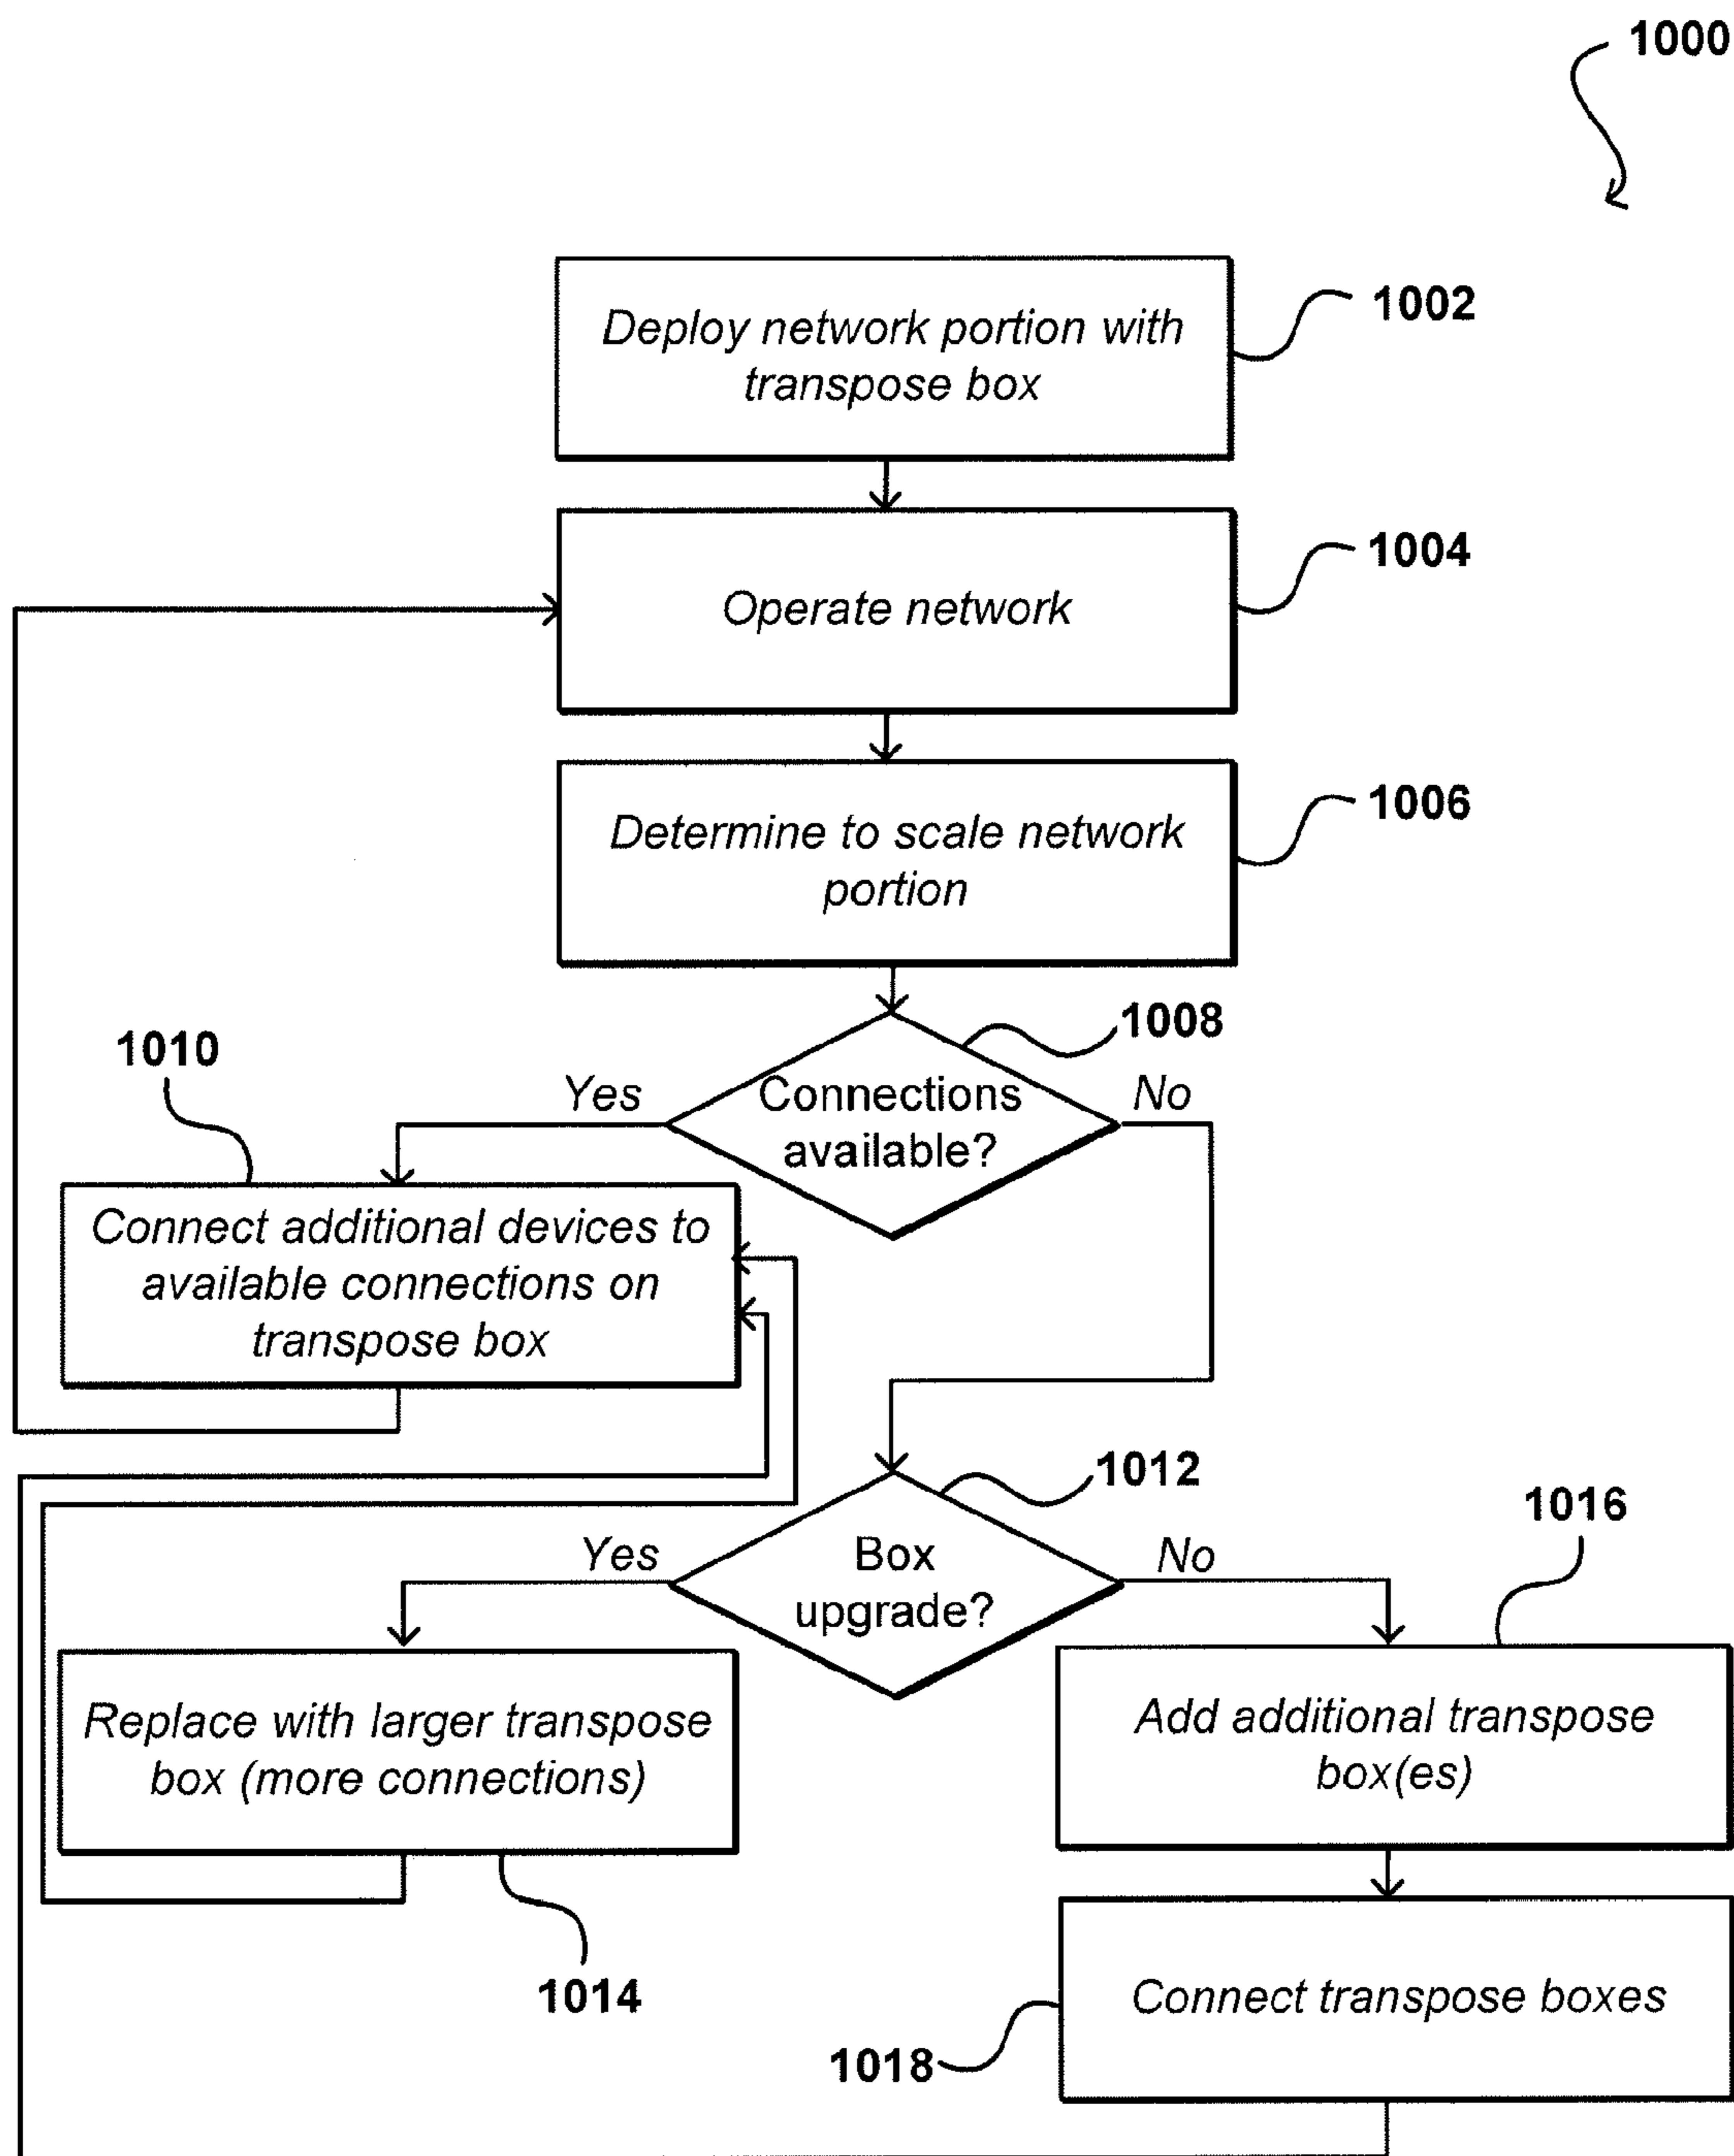 1000
Deploy network portion with
transpose box
1002
Operate network
1004
Determine to scale network
portion
1006
1008
1010
Yes
Connections
available?
No
Connect additional devices to
available connections on
transpose box
1012
1016
Yes
Box
upgrade?
No
Replace with larger transpose
box (more connections)
Add additional transpose
box(es)
1014
Connect transpose boxes
1018